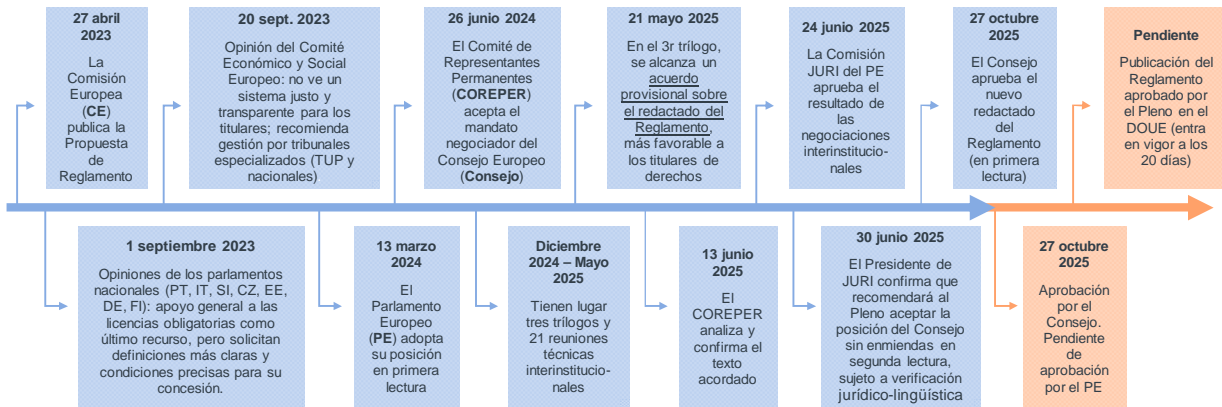 27 abril
2023
La
Comisión
Europea
(CE)
publica la
Propuesta
de
Reglamento
20 sept. 2023
Opinión del Comité
Económico y Social
Europeo: no ve un
sistema justo y
transparente para los
titulares; recomienda
gestión por tribunales
especializados (TUP y
nacionales)
26 junio 2024
El Comité de
Representantes
Permanentes
(COREPER)
acepta el
mandato
negociador del
Consejo Europeo
(Consejo)
21 mayo 2025
En el 3r trílogo,
se alcanza un
acuerdo
provisional sobre
el redactado del
Reglamento,
más favorable a
los titulares de
derechos
24 junio 2025
La Comisión
JURI del PE
aprueba el
resultado de
las
negociaciones
interinstitucio-
nales
27 octubre
2025
El Consejo
aprueba el
nuevo
redactado
del
Reglamento
(en primera
lectura)
Pendiente
Publicación del
Reglamento
aprobado por
el Pleno en el
DOUE (entra
en vigor a los
20 días)
1 septiembre 2023
Opiniones de los parlamentos
nacionales (PT, IT, SI, CZ, EE,
DE, FI): apoyo general a las
licencias obligatorias como
último recurso, pero solicitan
definiciones más claras y
condiciones precisas para su
concesión.
13 marzo
2024
El
Parlamento
Europeo
(PE) adopta
su posición
en primera
lectura
Diciembre
2024 – Mayo
2025
Tienen lugar
tres trílogos y
21 reuniones
técnicas
interinstitucio-
nales
13 junio
2025
El
COREPER
analiza y
confirma el
texto
acordado
30 junio 2025
El Presidente de
JURI confirma que
recomendará al
Pleno aceptar la
posición del Consejo
sin enmiendas en
segunda lectura,
sujeto a verificación
jurídico-lingüística
27 octubre
2025
Aprobación
por el
Consejo.
Pendiente
de
aprobación
por el PE